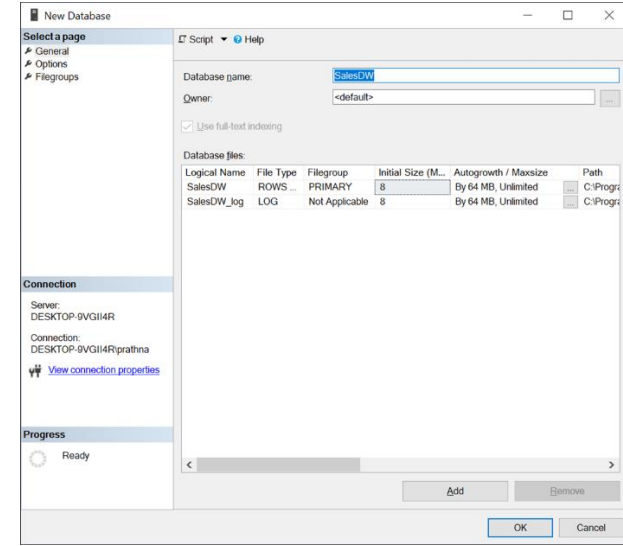 New Database
Select a page
General
Options
Filegroups
Script Help
Database name: SalesDW
Owner: <default>
...
Use full-text indexing
Database files:
Logical Name File Type Filegroup Initial Size (M... Autogrowth / Maxsize Path
SalesDW ROWS ... PRIMARY 8 By 64 MB, Unlimited ... C:\Progra
SalesDW_log LOG Not Applicable 8 By 64 MB, Unlimited ... C:\Progra
Connection
Server:
DESKTOP-9VGII4R
Connection:
DESKTOP-9VGII4R\prathna
View connection properties
Progress
Ready
Add Remove
OK Cancel